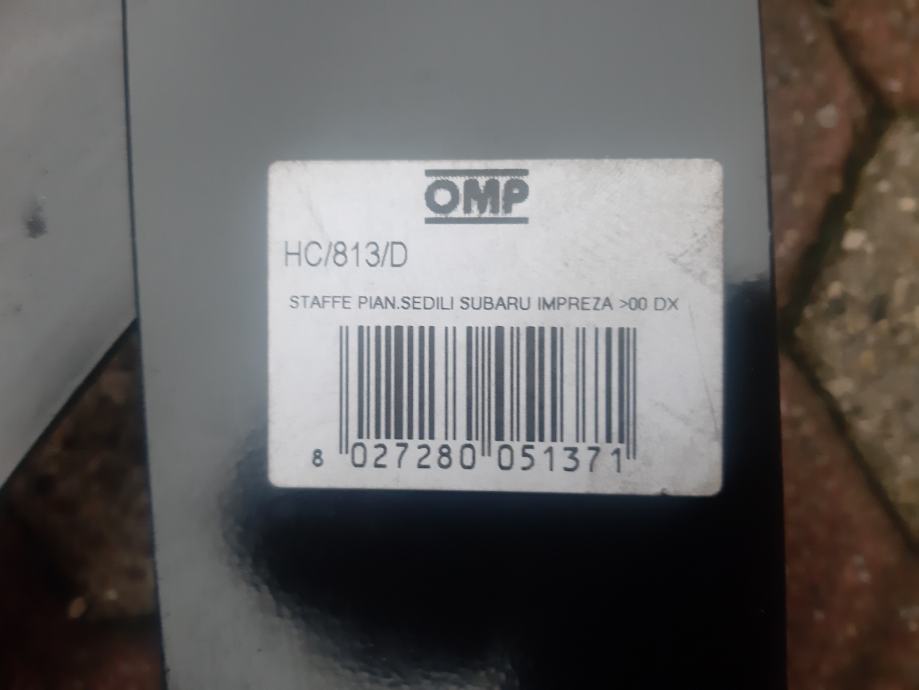 OMP
HC/813/D
STAFFE PIAN.SEDILI SUBARU IMPREZA >00 DX
8 027280 051371